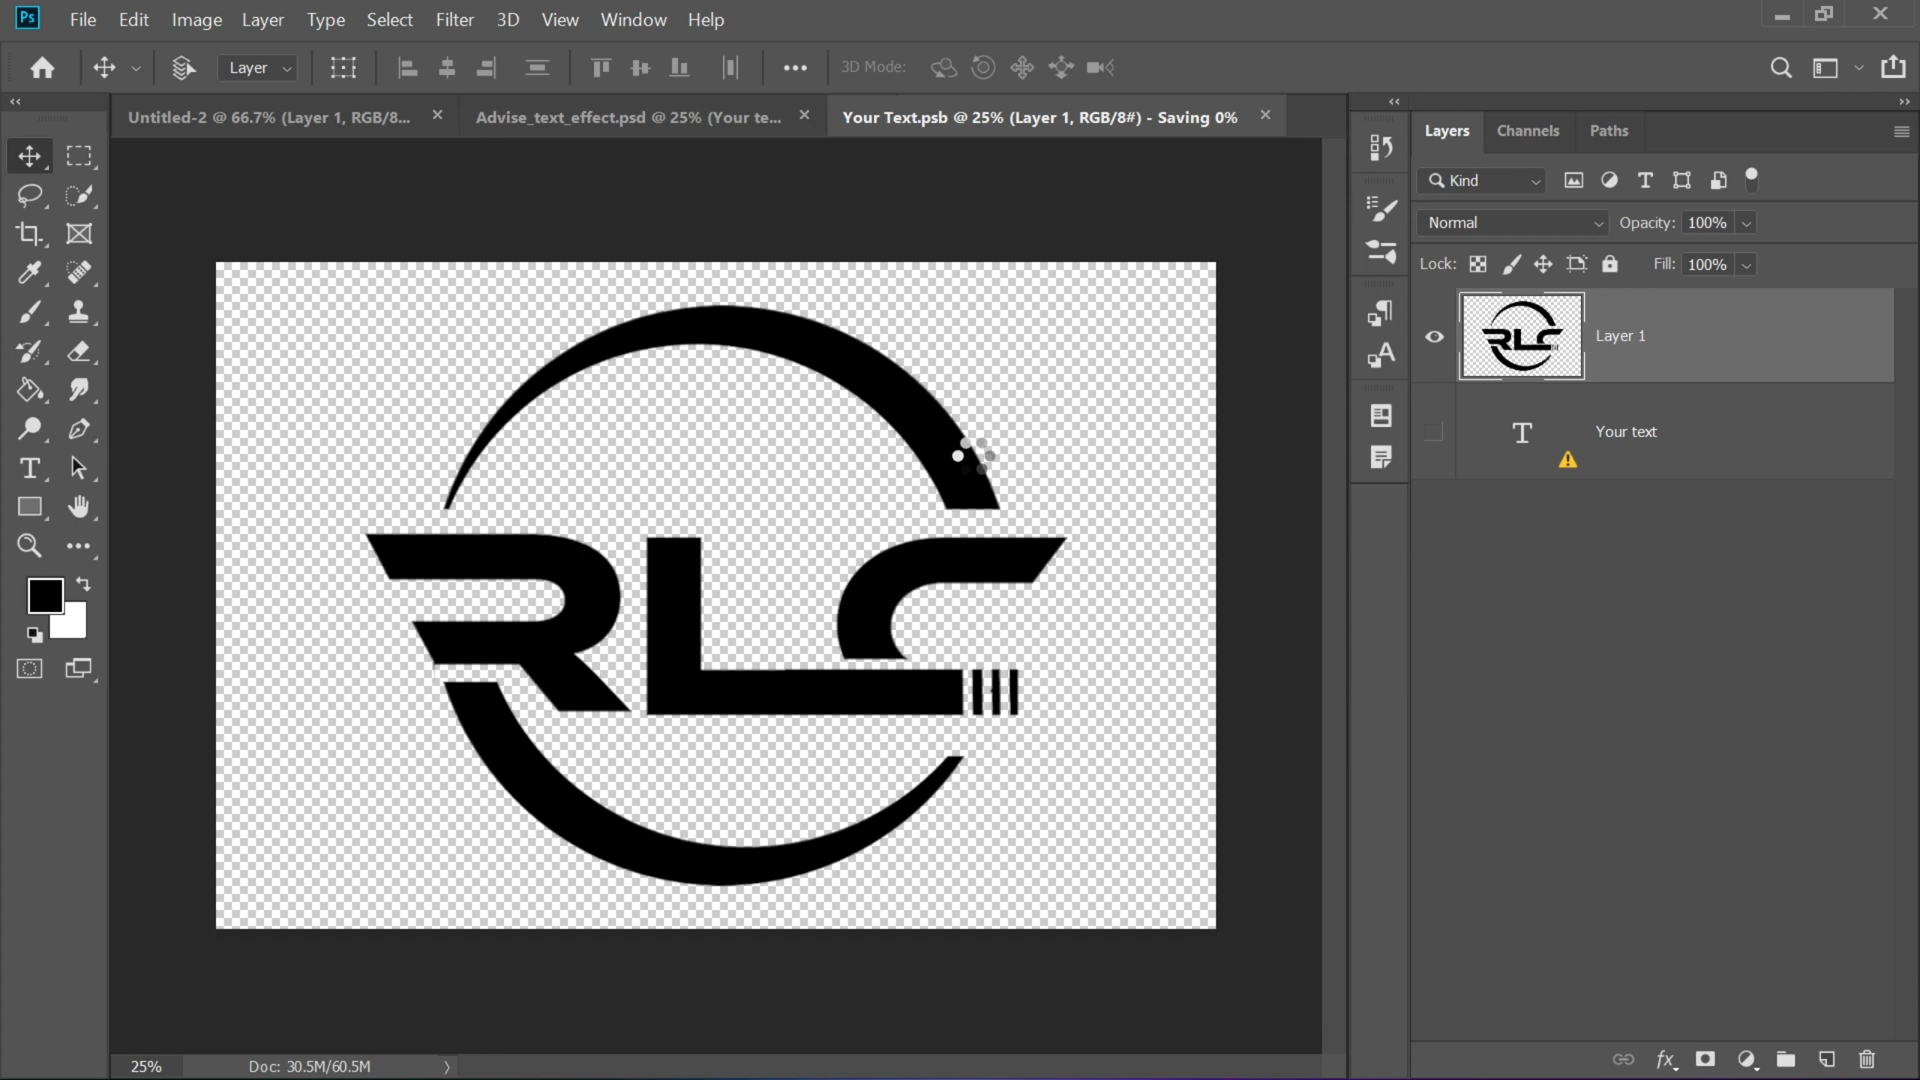 Ps File Edit Image Layer Type Select Filter 3D View Window Help
Layer 3D Mode:
Untitled-2 @ 66.7% (Layer 1, RGB/8... Advise_text_effect.psd @ 25% (Your te... Your Text.psb @ 25% (Layer 1, RGB/8#) - Saving 0%
Layers Channels Paths
Kind
Normal Opacity: 100%
Lock: Fill: 100%
RLC
Layer 1
RLC
Your text
25% Doc: 30.5M/60.5M
fx